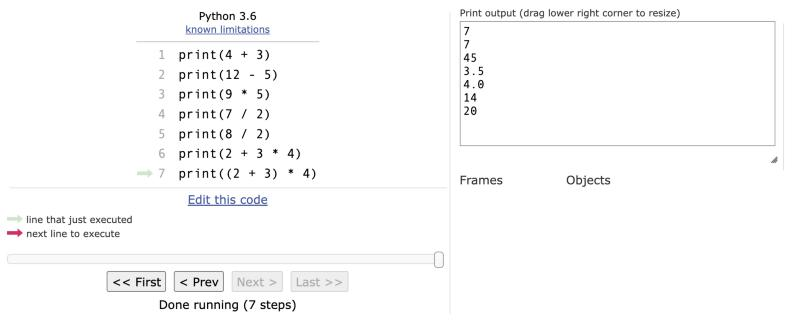 Python 3.6
known limitations
1 print(4 + 3)
2 print(12 - 5)
3 print(9 * 5)
4 print(7 / 2)
5 print(8 / 2)
6 print(2 + 3 * 4)
7 print((2 + 3) * 4)
Edit this code
line that just executed
next line to execute
<< First < Prev Next > Last >>
Done running (7 steps)
Print output (drag lower right corner to resize)
7
7
45
3.5
4.0
14
20
Frames Objects